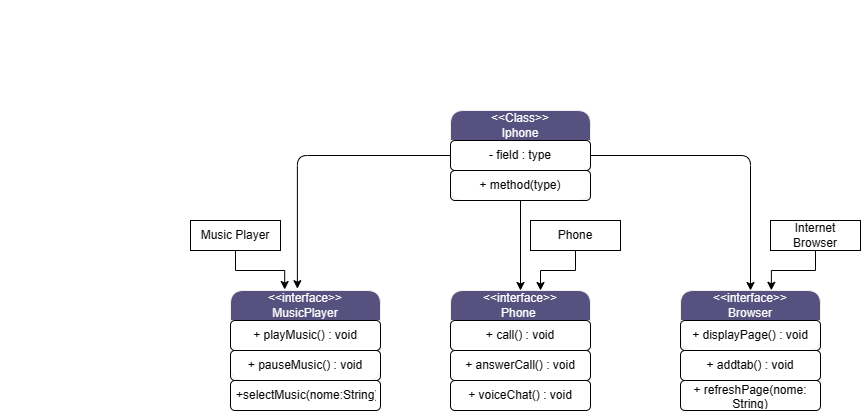 <<Class>>
Iphone
- field : type
+ method(type)
Music Player
Phone
Internet
Browser
<<interface>>
MusicPlayer
+ playMusic() : void
+ pauseMusic() : void
+selectMusic(nome:String)
<<interface>>
Phone
+ call() : void
+ answerCall() : void
+ voiceChat() : void
<<interface>>
Browser
+ displayPage() : void
+ addtab() : void
+ refreshPage(nome:
String)